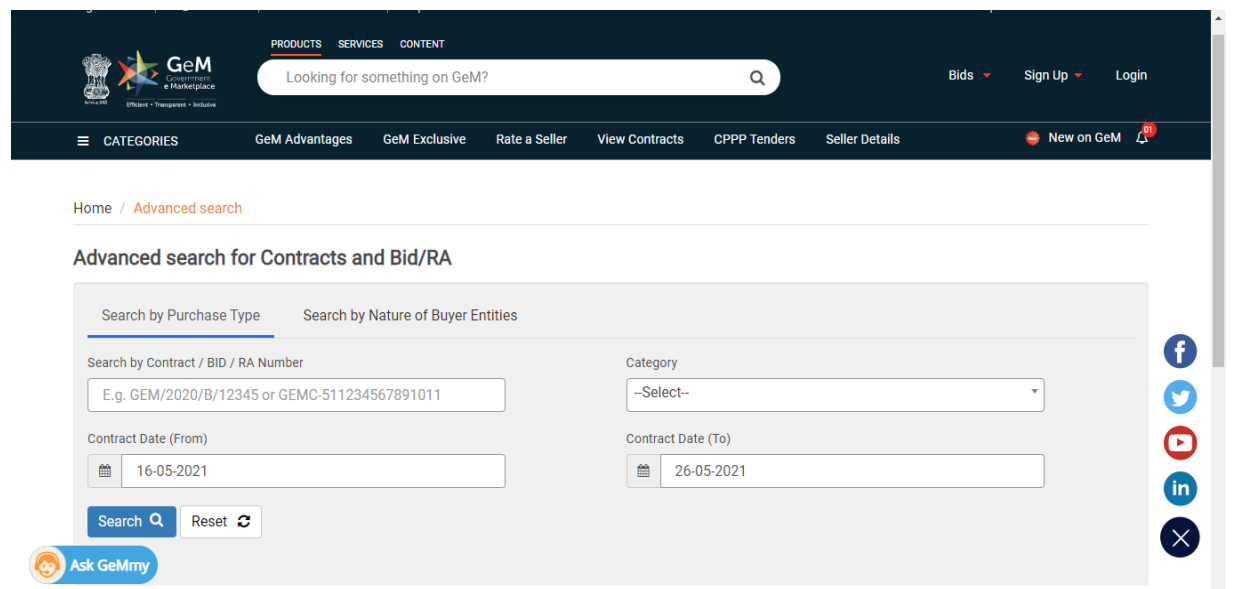 PRODUCTS SERVICES CONTENT
GeM
Government
e Marketplace
Efficient • Transparent • Inclusive
Looking for something on GeM?
Bids Sign Up Login
CATEGORIES GeM Advantages GeM Exclusive Rate a Seller View Contracts CPPP Tenders Seller Details New on GeM 01
Home / Advanced search
Advanced search for Contracts and Bid/RA
Search by Purchase Type Search by Nature of Buyer Entities
Search by Contract / BID / RA Number Category
E.g. GEM/2020/B/12345 or GEMC-511234567891011 --Select--
Contract Date (From) Contract Date (To)
16-05-2021 26-05-2021
Search Reset
Ask GeMmy